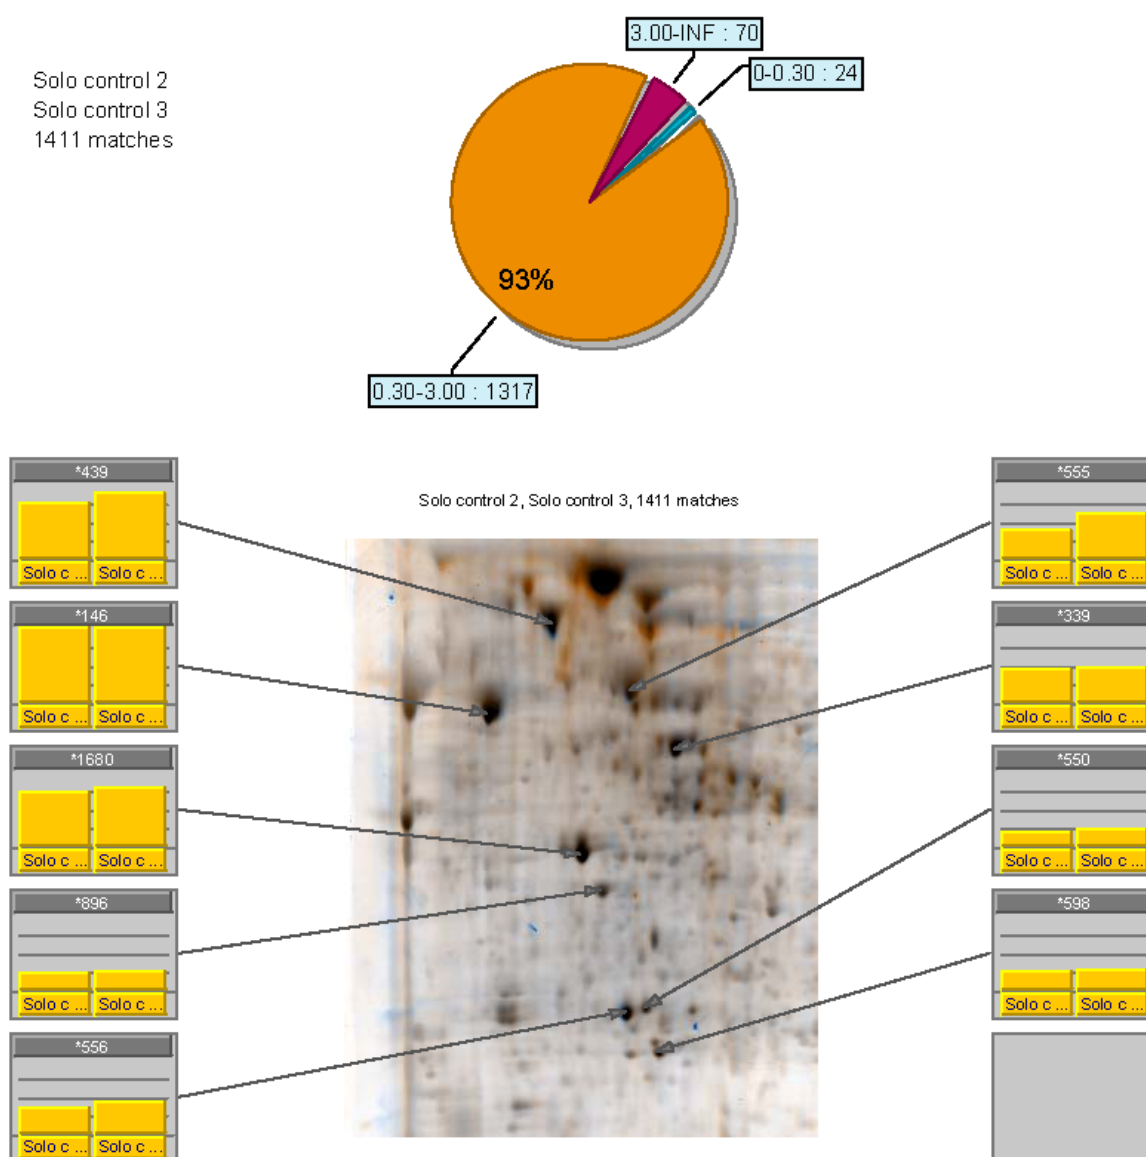 3.00-INF : 70
0-0.30 : 24
Solo control 2
Solo control 3
1411 matches
93%
0.30-3.00 : 1317
*439
Solo c ... Solo c ...
*146
Solo c ... Solo c ...
*1680
Solo c ... Solo c ...
*896
Solo c ... Solo c ...
*556
Solo c ... Solo c ...
Solo control 2, Solo control 3, 1411 matches
*555
Solo c ... Solo c ...
*339
Solo c ... Solo c ...
*550
Solo c ... Solo c ...
*598
Solo c ... Solo c ...